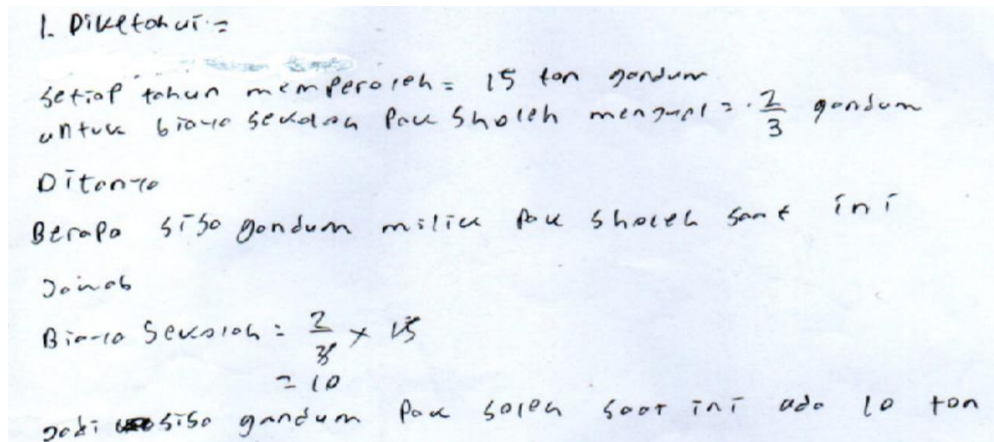 1. Diketahui :=
Setiap tahun memperoleh = 15 ton gandum
untuk biaya sekolah Pak Sholeh menjual = 2/3 gandum
Ditanya
Berapa sisa gandum milik Pak Sholeh saat ini
Jawab
Biaya Sekolah = 2/3 x 15
= 10
Jadi sisa gandum Pak Soleh saat ini ada 10 ton